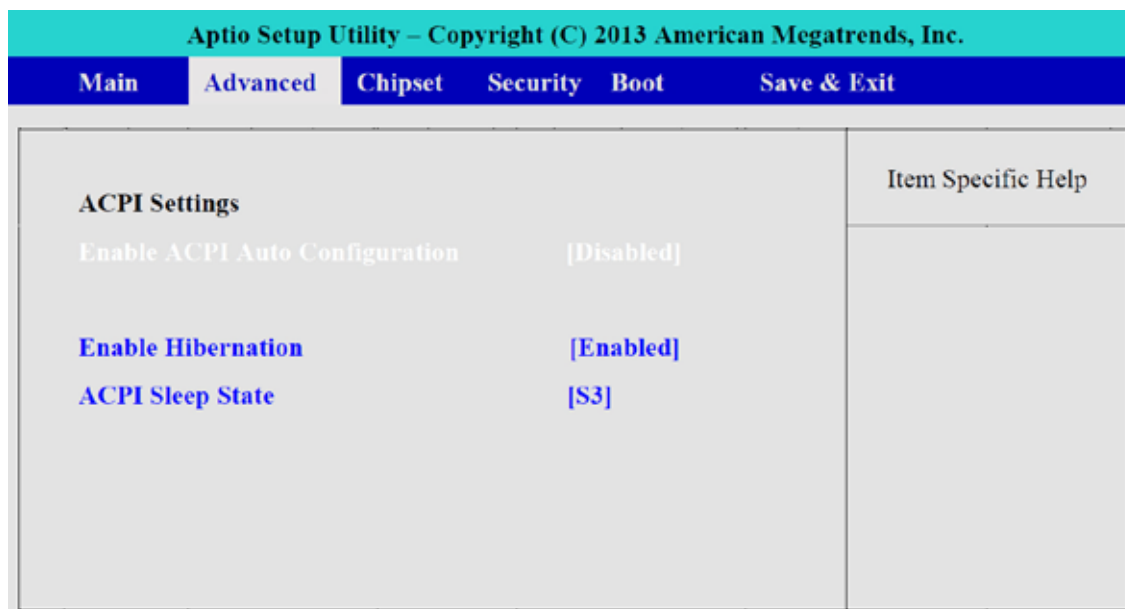 Aptio Setup Utility – Copyright (C) 2013 American Megatrends, Inc.
Main Advanced Chipset Security Boot Save & Exit
ACPI Settings
Enable ACPI Auto Configuration [Disabled]
Enable Hibernation [Enabled]
ACPI Sleep State [S3]
Item Specific Help